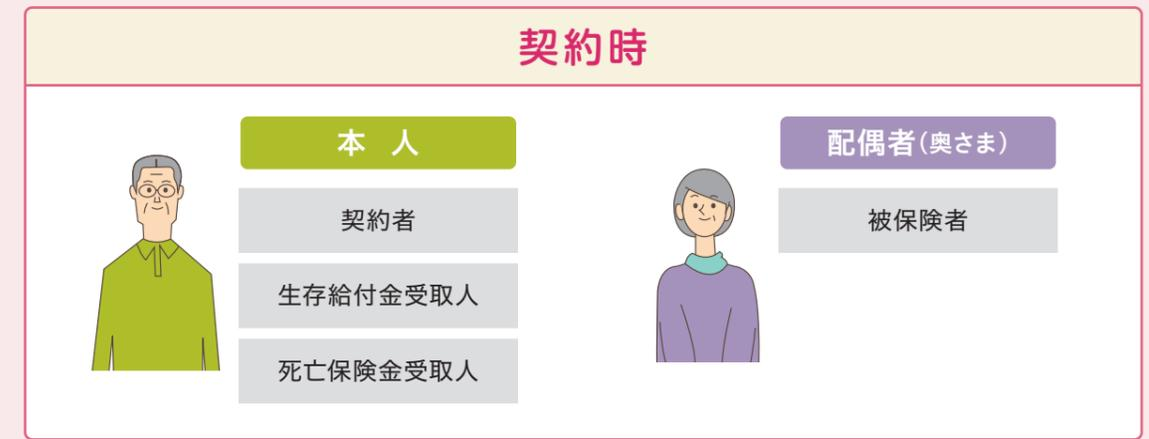 契約時
本 人
契約者
生存給付金受取人
死亡保険金受取人
配偶者(奥さま)
被保険者